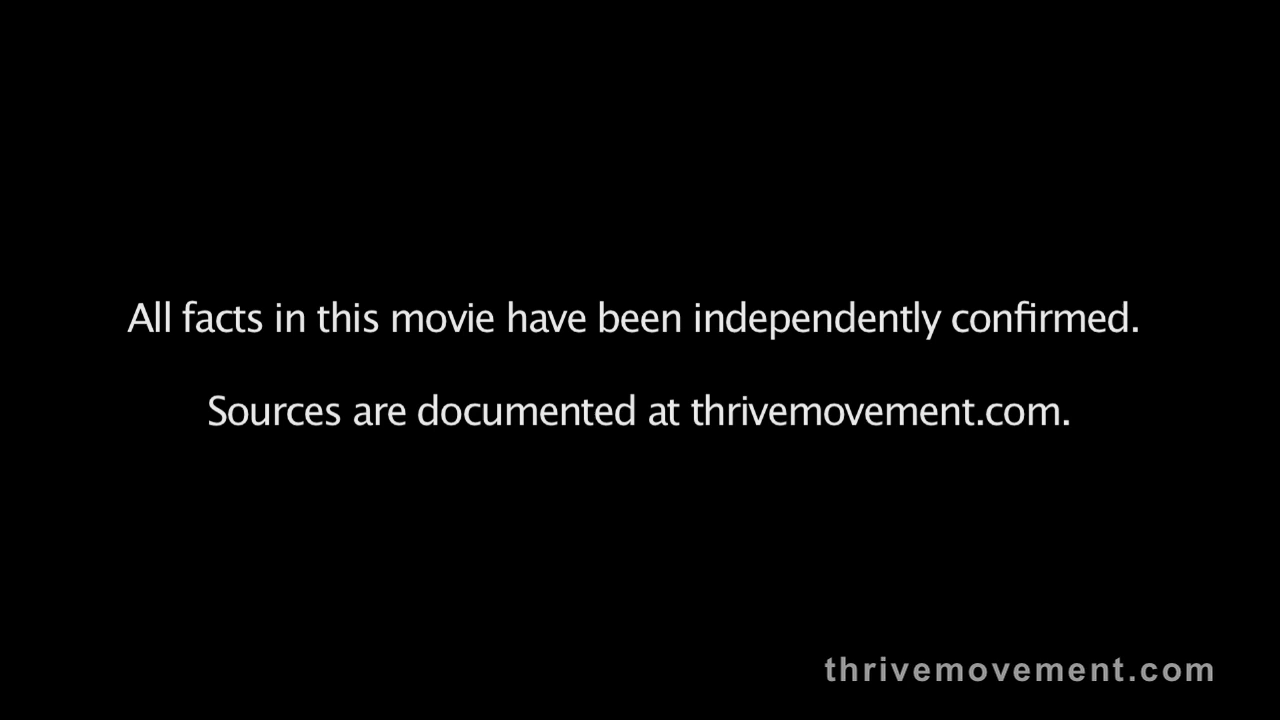 All facts in this movie have been independently confirmed.
Sources are documented at thrivemovement.com.
thrivemovement.com